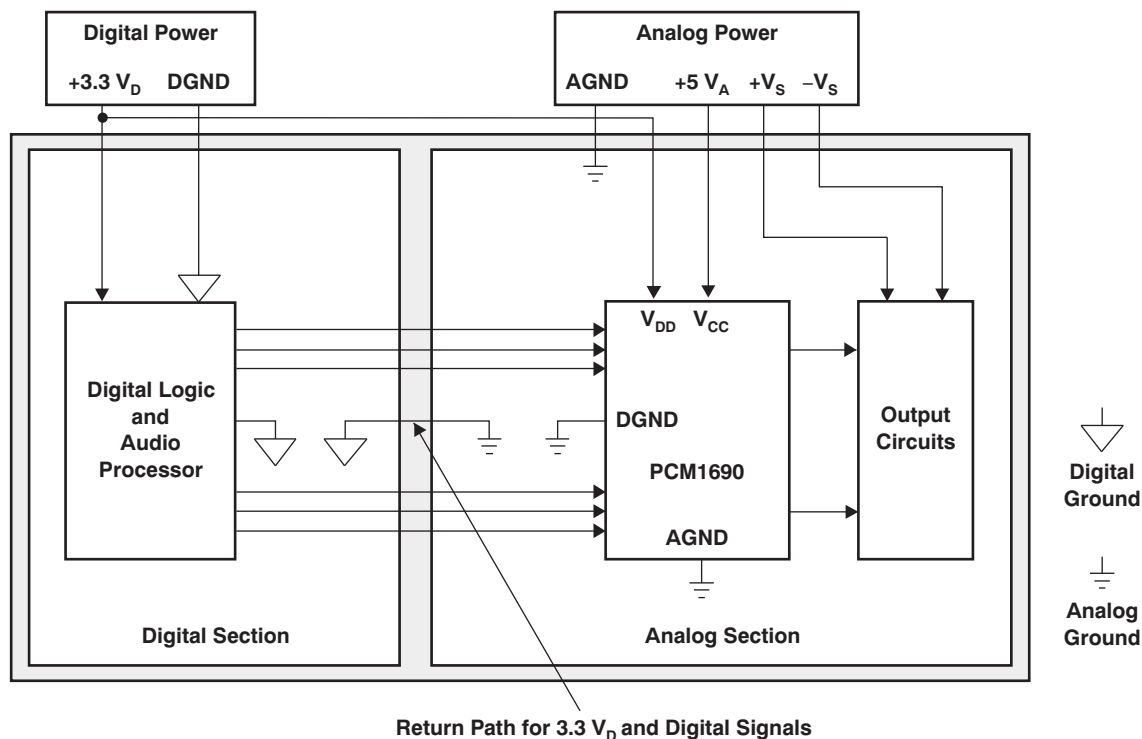 Digital Power
+3.3 V_D DGND
Analog Power
AGND +5 V_A +V_S –V_S
V_DD V_CC
Digital Logic
and
Audio
Processor
DGND
PCM1690
AGND
Output
Circuits
Digital
Ground
Analog
Ground
Digital Section
Analog Section
Return Path for 3.3 V_D and Digital Signals